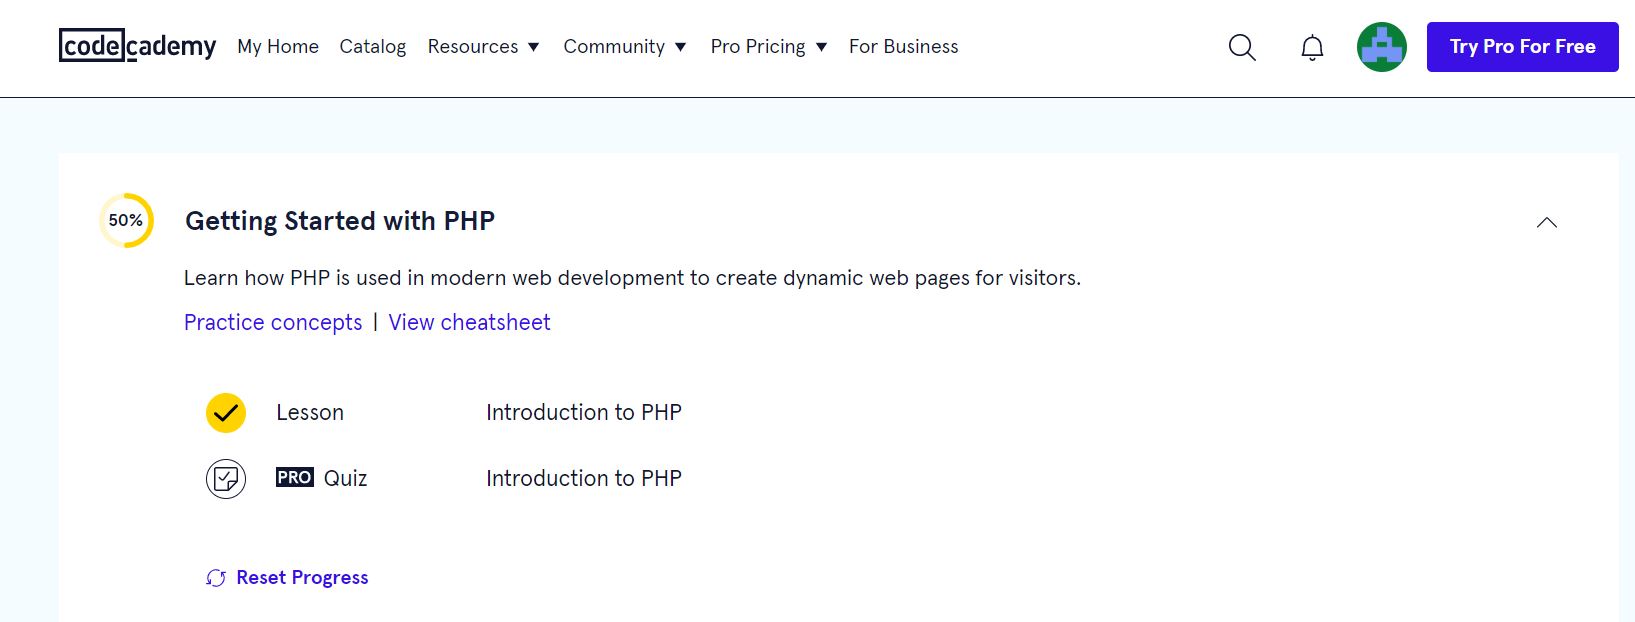 codecademy My Home Catalog Resources ▼ Community ▼ Pro Pricing ▼ For Business Try Pro For Free
50% Getting Started with PHP
Learn how PHP is used in modern web development to create dynamic web pages for visitors.
Practice concepts | View cheatsheet
Lesson Introduction to PHP
PRO Quiz Introduction to PHP
Reset Progress